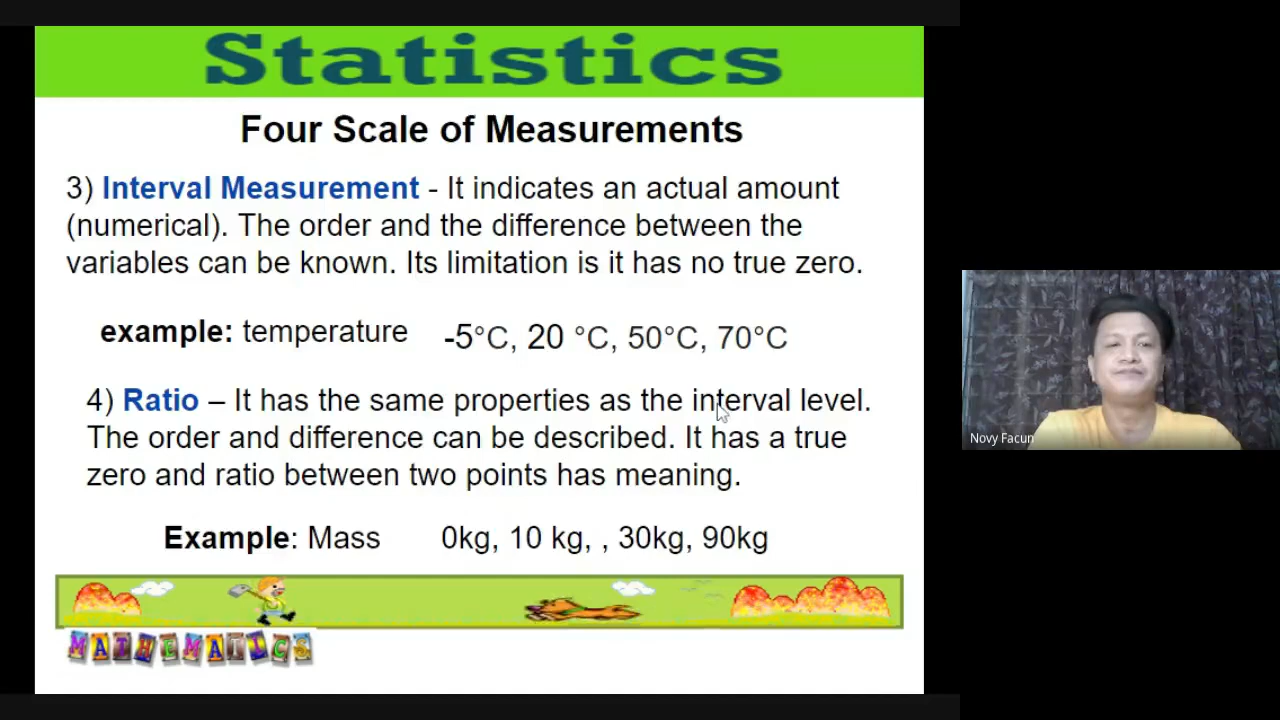 Statistics
Four Scale of Measurements
3) Interval Measurement - It indicates an actual amount
(numerical). The order and the difference between the
variables can be known. Its limitation is it has no true zero.
example: temperature -5°C, 20 °C, 50°C, 70°C
4) Ratio – It has the same properties as the interval level.
The order and difference can be described. It has a true
zero and ratio between two points has meaning.
Example: Mass 0kg, 10 kg, , 30kg, 90kg
MATHEMATICS
Novy Facun